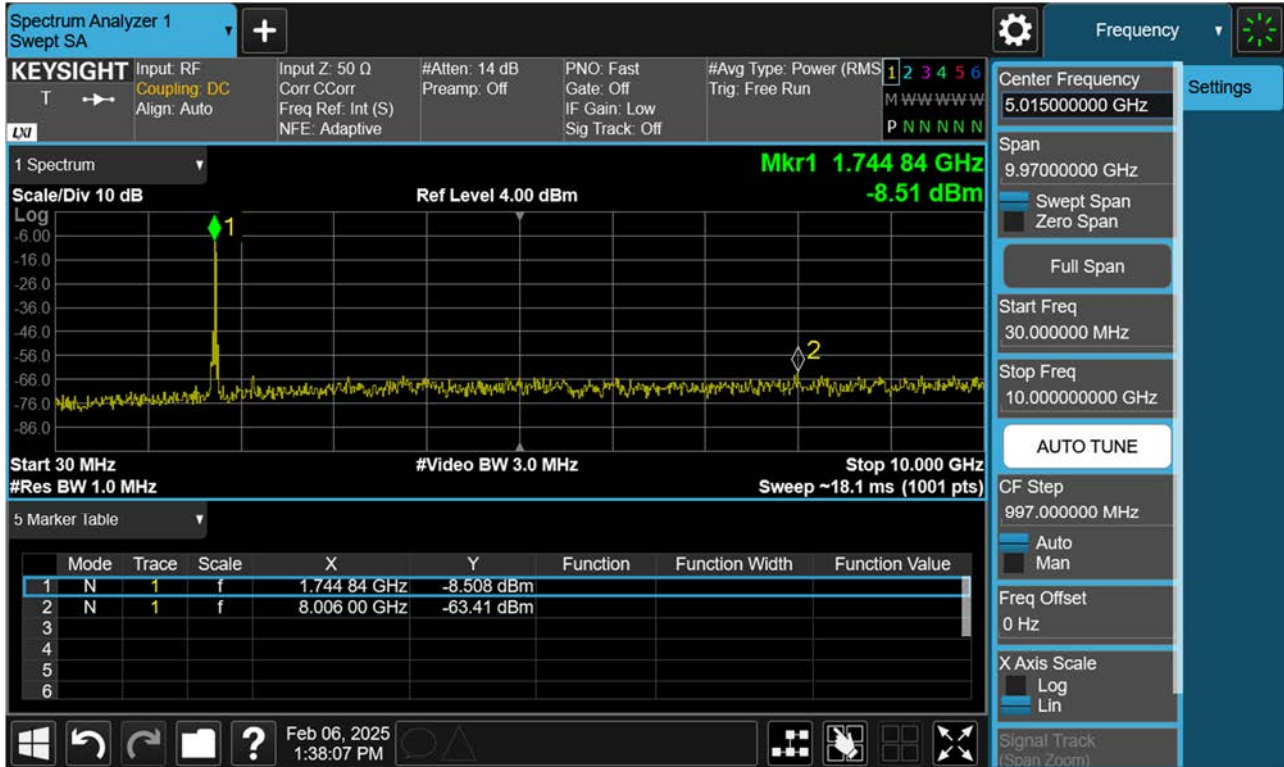 Spectrum Analyzer 1
Swept SA
+
Frequency
KEYSIGHT
T
LXI
Input: RF
Coupling: DC
Align: Auto
Input Z: 50 Ω
Corr CCorr
Freq Ref: Int (S)
NFE: Adaptive
#Atten: 14 dB
Preamp: Off
PNO: Fast
Gate: Off
IF Gain: Low
Sig Track: Off
#Avg Type: Power (RMS
Trig: Free Run
1 2 3 4 5 6
M W W W W W
P N N N N N
1 Spectrum
Scale/Div 10 dB
Ref Level 4.00 dBm
Mkr1 1.744 84 GHz
-8.51 dBm
Log
-6.00
-16.0
-26.0
-36.0
-46.0
-56.0
-66.0
-76.0
-86.0
1
2
Start 30 MHz
#Video BW 3.0 MHz
Stop 10.000 GHz
#Res BW 1.0 MHz
Sweep ~18.1 ms (1001 pts)
5 Marker Table
Mode Trace Scale X Y Function Function Width Function Value
1 N 1 f 1.744 84 GHz -8.508 dBm
2 N 1 f 8.006 00 GHz -63.41 dBm
3
4
5
6
?
Feb 06, 2025
1:38:07 PM
Center Frequency
5.015000000 GHz
Settings
Span
9.97000000 GHz
Swept Span
Zero Span
Full Span
Start Freq
30.000000 MHz
Stop Freq
10.000000000 GHz
AUTO TUNE
CF Step
997.000000 MHz
Auto
Man
Freq Offset
0 Hz
X Axis Scale
Log
Lin
Signal Track
(Span Zoom)